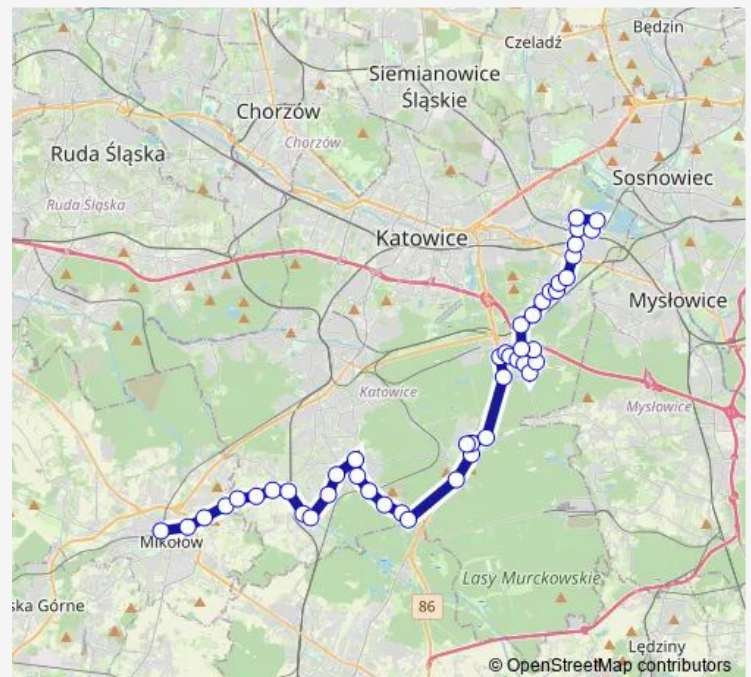 Będzin
Czeladź
Siemianowice
Śląskie
Chorzów
Chorzów
Ruda Śląska
Sosnowiec
Ruda Śląska
Katowice
Mysłowice
Katowice
Mysłowice
Mikołów
Lasy Murckowskie
ska Górne
86
Lędziny
© OpenStreetMap contributors